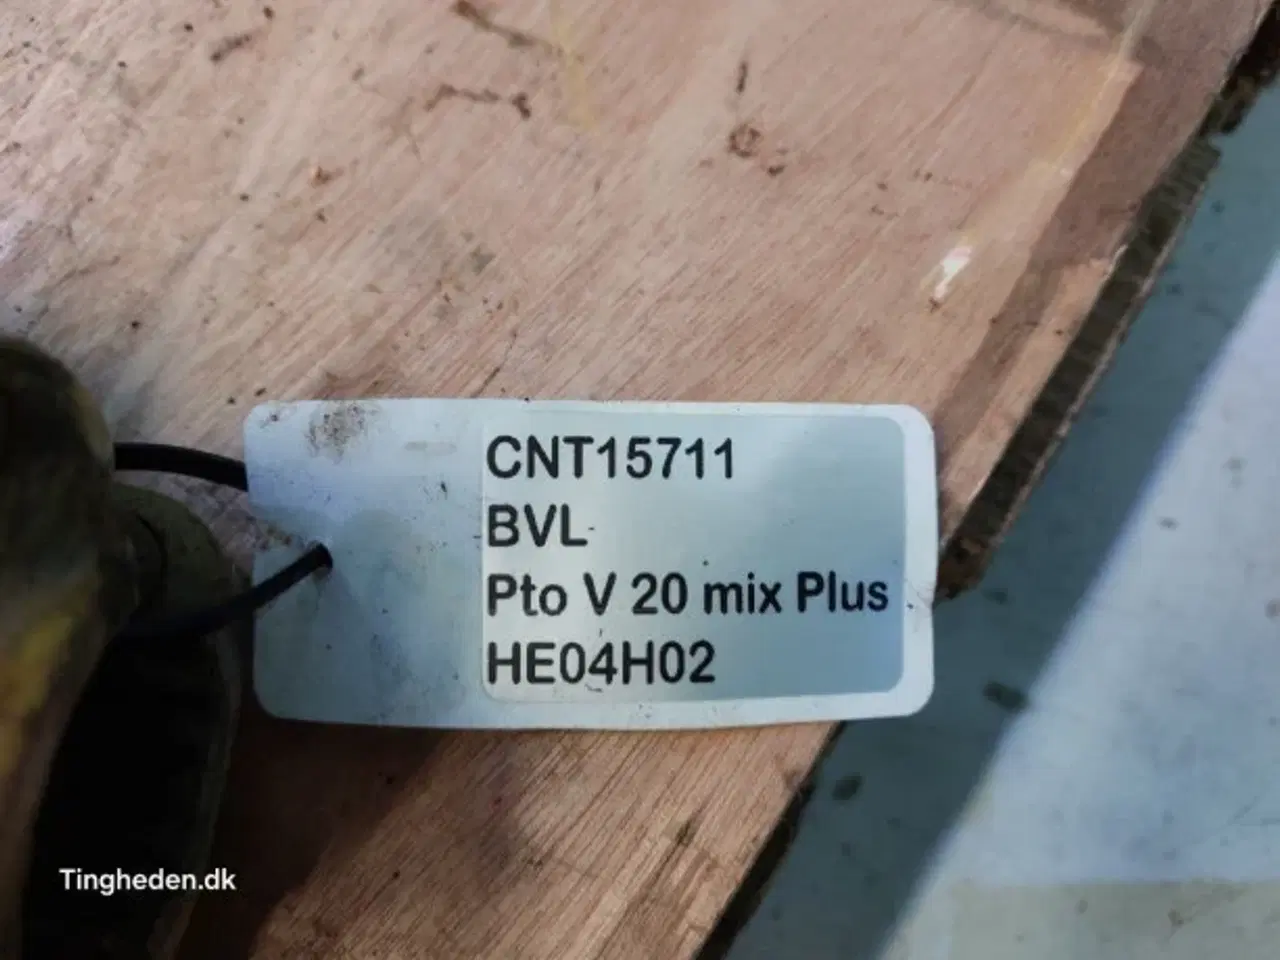 CNT15711
BVL
Pto V 20 mix Plus
HE04H02
Tingheden.dk